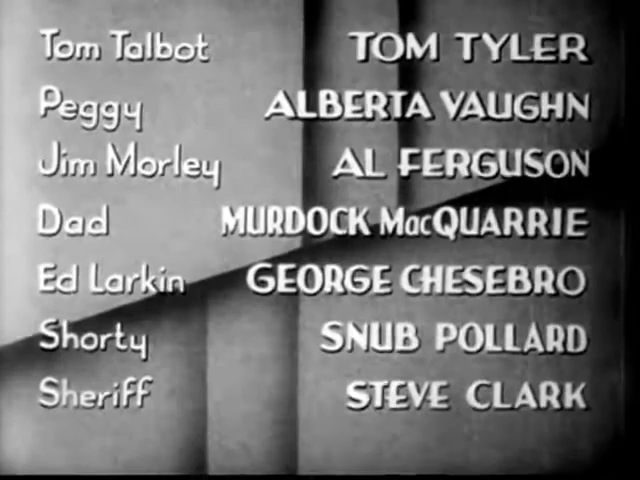 Tom Talbot TOM TYLER
Peggy ALBERTA VAUGHN
Jim Morley AL FERGUSON
Dad MURDOCK MacQUARRIE
Ed Larkin GEORGE CHESEBRO
Shorty SNUB POLLARD
Sheriff STEVE CLARK